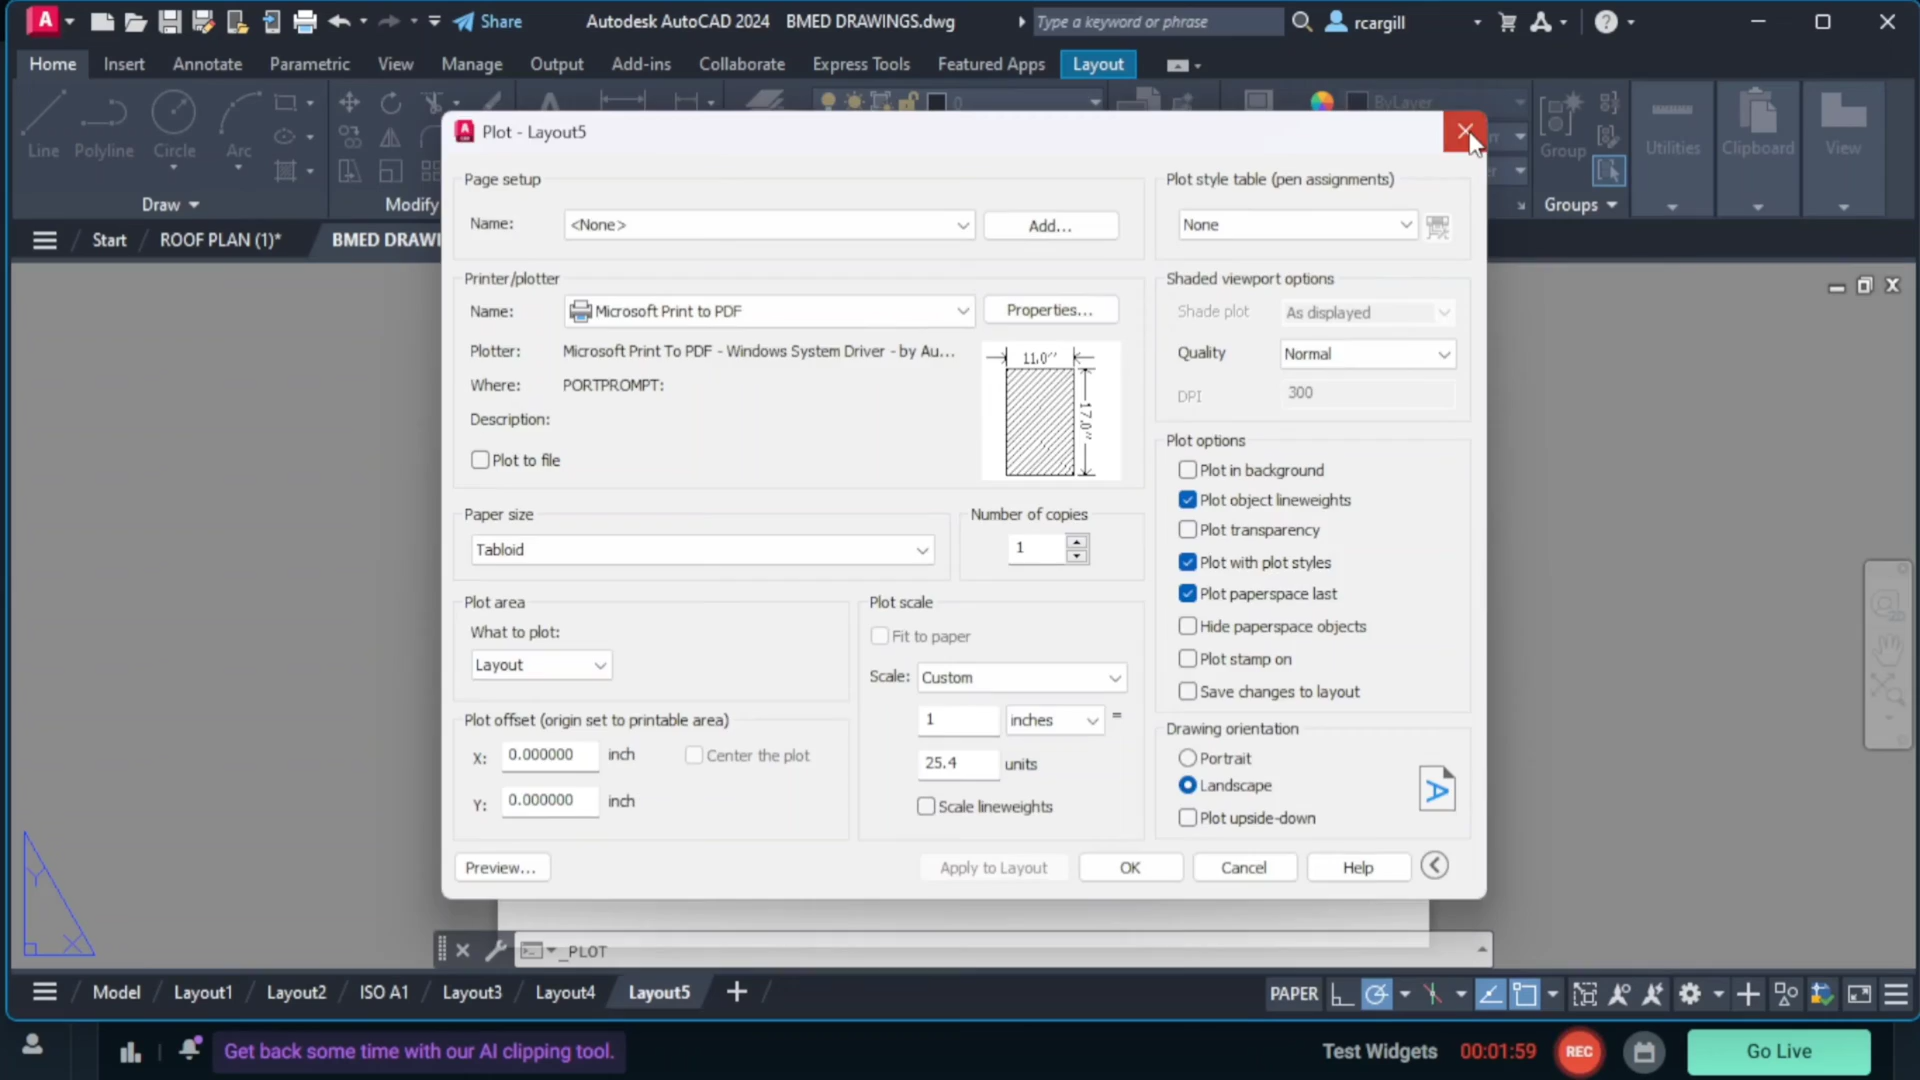 Share
Autodesk AutoCAD 2024 BMED DRAWINGS.dwg
Type a keyword or phrase
rcargill
Home Insert Annotate Parametric View Manage Output Add-ins Collaborate Express Tools Featured Apps Layout
0
ByLayer
Line Polyline Circle Arc
Group
Utilities
Clipboard
View
Draw
Modify
Groups
Start
ROOF PLAN (1)*
BMED DRAWI
Plot - Layout5
Page setup
Name: <None> Add...
Printer/plotter
Name: Microsoft Print to PDF Properties...
Plotter: Microsoft Print To PDF - Windows System Driver - by Au...
Where: PORTPROMPT:
Description:
Plot to file
11.0''
17.0''
Paper size
Tabloid
Number of copies
1
Plot area
What to plot:
Layout
Plot offset (origin set to printable area)
X: 0.000000 inch
Center the plot
Y: 0.000000 inch
Plot scale
Fit to paper
Scale: Custom
1 inches =
25.4 units
Scale lineweights
Plot style table (pen assignments)
None
Shaded viewport options
Shade plot As displayed
Quality Normal
DPI 300
Plot options
Plot in background
Plot object lineweights
Plot transparency
Plot with plot styles
Plot paperspace last
Hide paperspace objects
Plot stamp on
Save changes to layout
Drawing orientation
Portrait
Landscape
Plot upside-down
A
Preview... Apply to Layout OK Cancel Help
Y
X
_PLOT
Model Layout1 Layout2 ISO A1 Layout3 Layout4 Layout5
PAPER
Get back some time with our AI clipping tool.
Test Widgets 00:01:59 REC Go Live